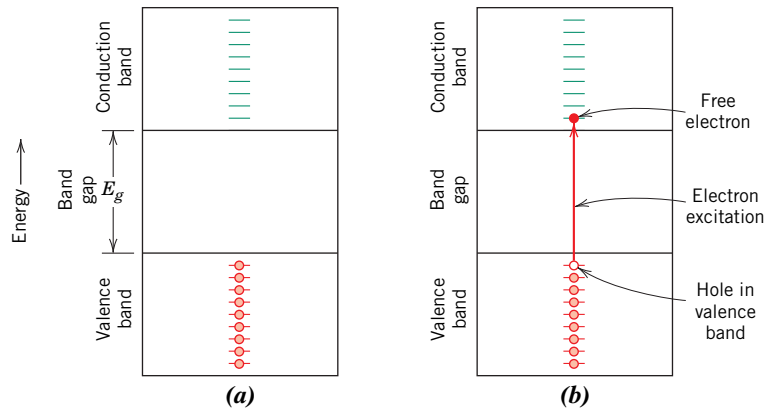 Energy
Conduction
band
Band
gap
E_g
Valence
band
(a)
Conduction
band
Band
gap
Valence
band
Free
electron
Electron
excitation
Hole in
valence
band
(b)